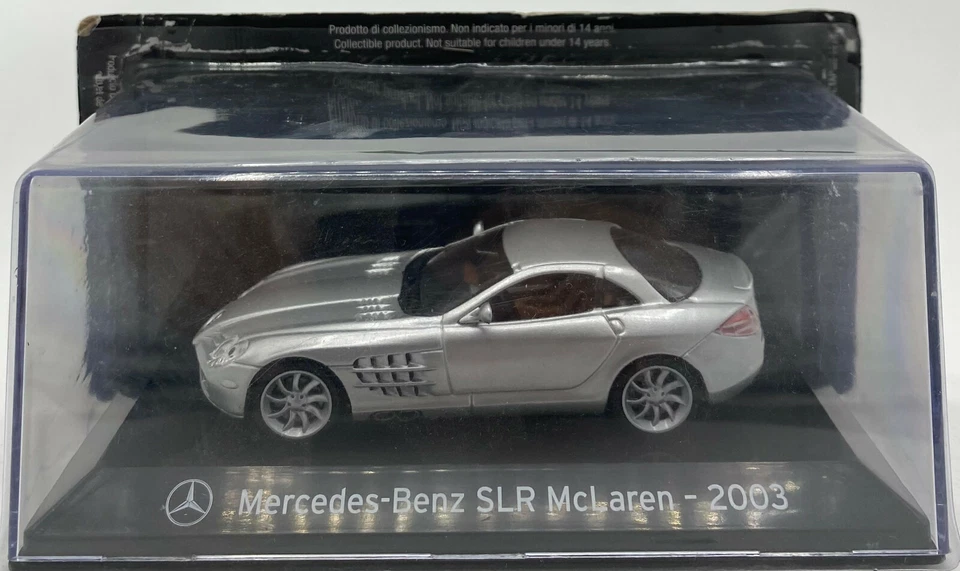 Prodotto di collezionismo. Non indicato per i minori di 14 anni.
Collectible product. Not suitable for children under 14 years.
Mercedes-Benz SLR McLaren - 2003